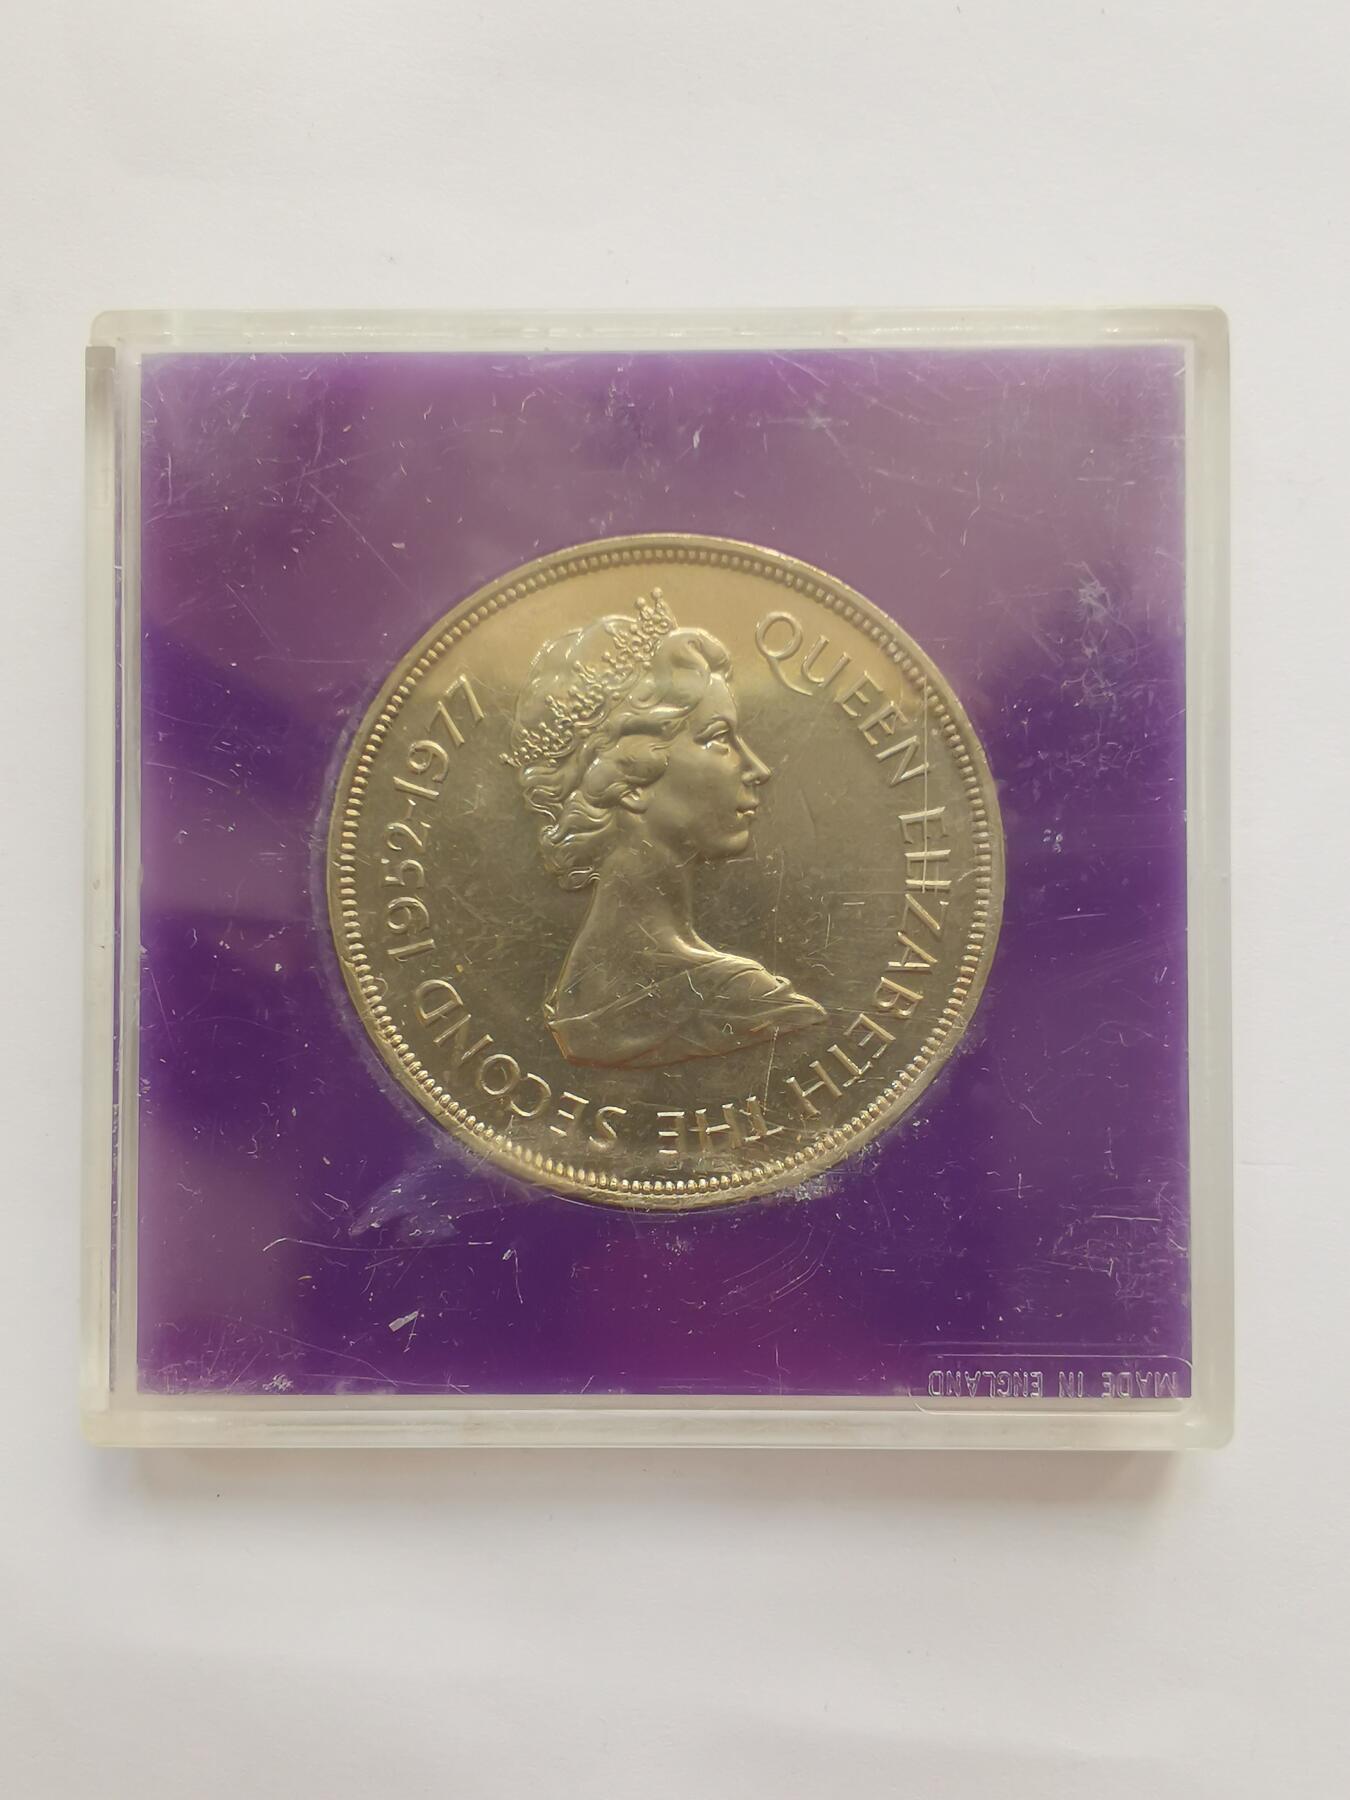 QUEEN ELIZABETH THE SECOND 1952-1977
MADE IN ENGLAND